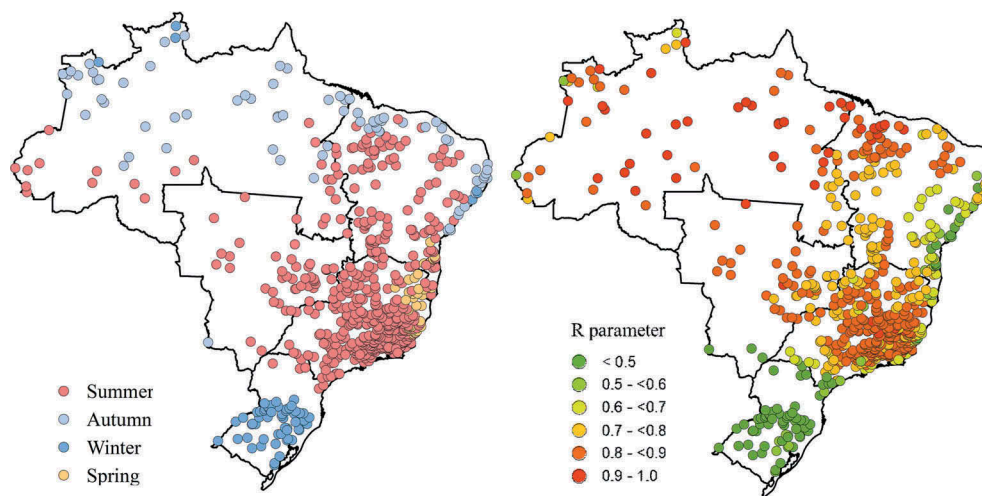 Summer
Autumn
Winter
Spring
R parameter
< 0.5
0.5 - <0.6
0.6 - <0.7
0.7 - <0.8
0.8 - <0.9
0.9 - 1.0